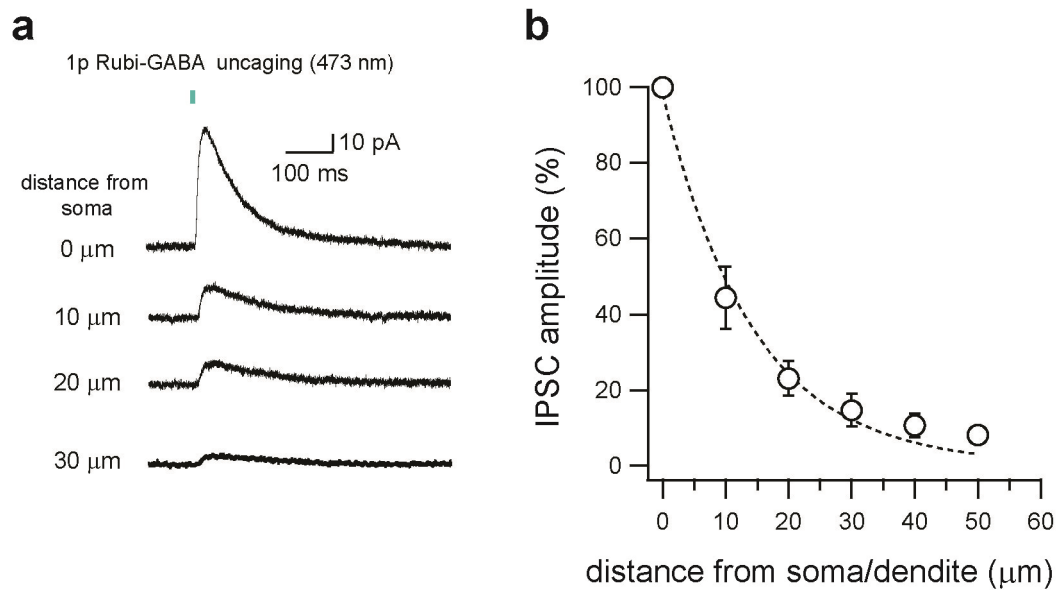 a
1p Rubi-GABA uncaging (473 nm)
10 pA
100 ms
distance from
soma
0 μm
10 μm
20 μm
30 μm
b
IPSC amplitude (%)
100
80
60
40
20
0
0 10 20 30 40 50 60
distance from soma/dendite (μm)